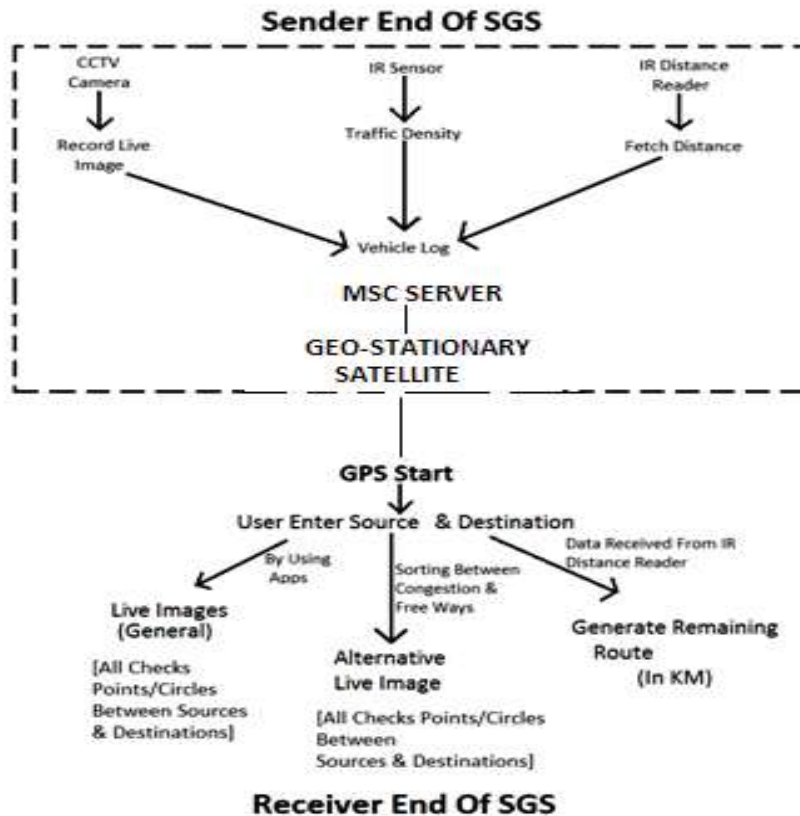 Sender End Of SGS
CCTV
Camera
IR Sensor
IR Distance
Reader
Record Live
Image
Traffic Density
Fetch Distance
Vehicle Log
MSC SERVER
GEO-STATIONARY
SATELLITE
GPS Start
User Enter Source & Destination
By Using
Apps
Sorting Between
Congestion &
Free Ways
Data Received From IR
Distance Reader
Live Images
(General)
[All Checks
Points/Circles
Between Sources
& Destinations]
Alternative
Live Image
[All Checks Points/Circles
Between
Sources & Destinations]
Generate Remaining
Route
(In KM)
Receiver End Of SGS